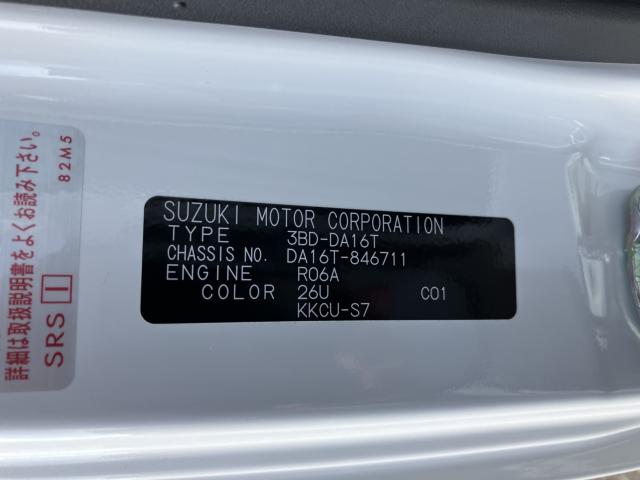 SUZUKI MOTOR CORPORATION
TYPE 3BD-DA16T
CHASSIS NO. DA16T-846711
ENGINE R06A
COLOR 26U C01
KKCU-S7
詳細は取扱説明書をよくお読み下さい。
SRS I
82M5